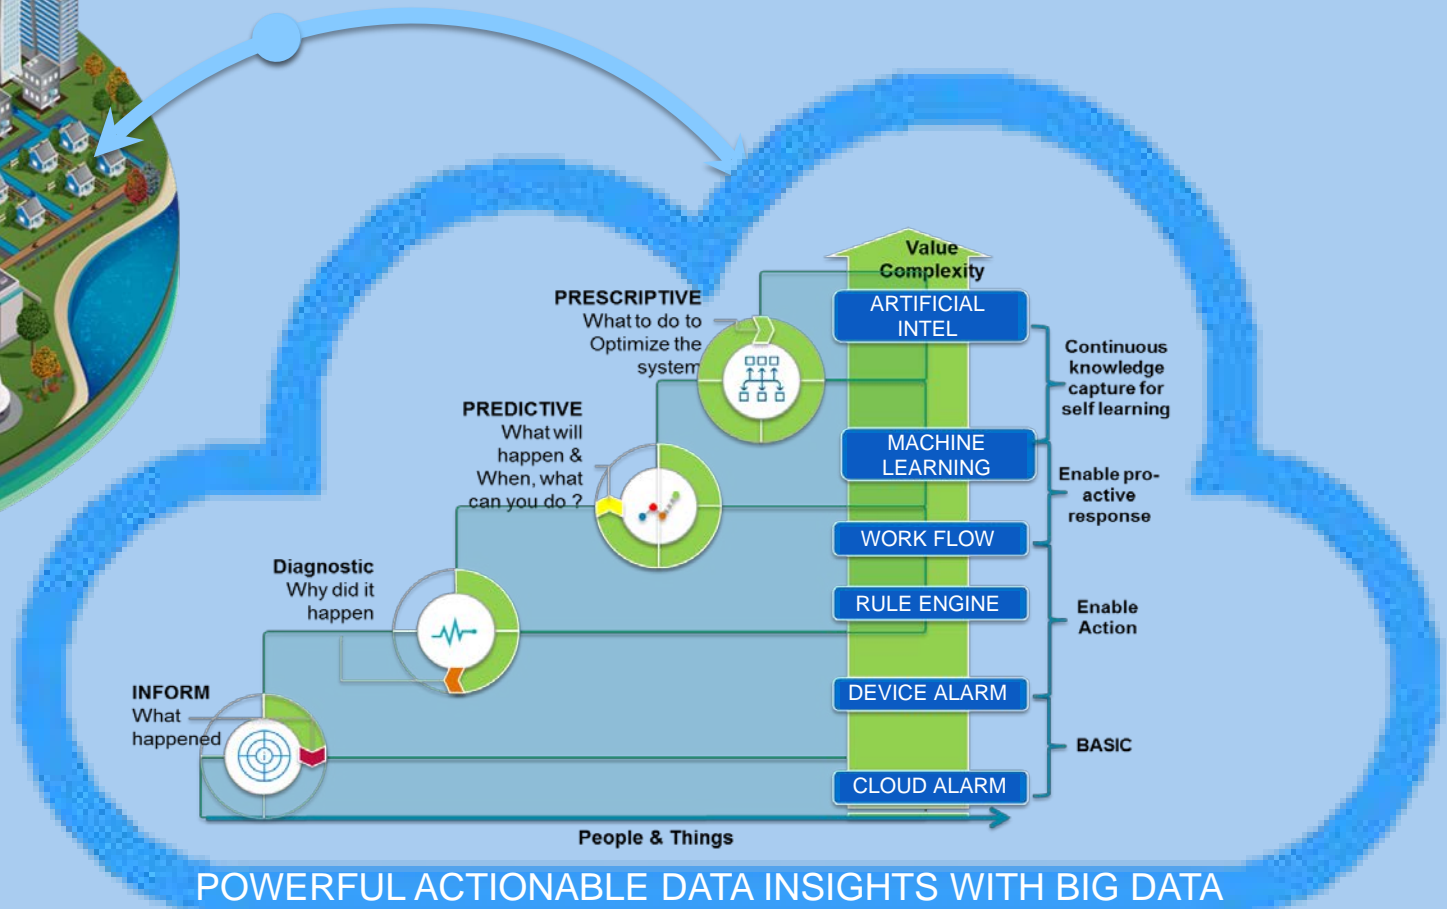 Value
Complexity
PRESCRIPTIVE
What to do to
Optimize the
system
ARTIFICIAL
INTEL
Continuous
knowledge
capture for
self learning
PREDICTIVE
What will
happen &
When, what
can you do ?
MACHINE
LEARNING
Enable pro-
active
response
WORK FLOW
Diagnostic
Why did it
happen
RULE ENGINE
Enable
Action
INFORM
What
happened
DEVICE ALARM
BASIC
CLOUD ALARM
People & Things
POWERFUL ACTIONABLE DATA INSIGHTS WITH BIG DATA